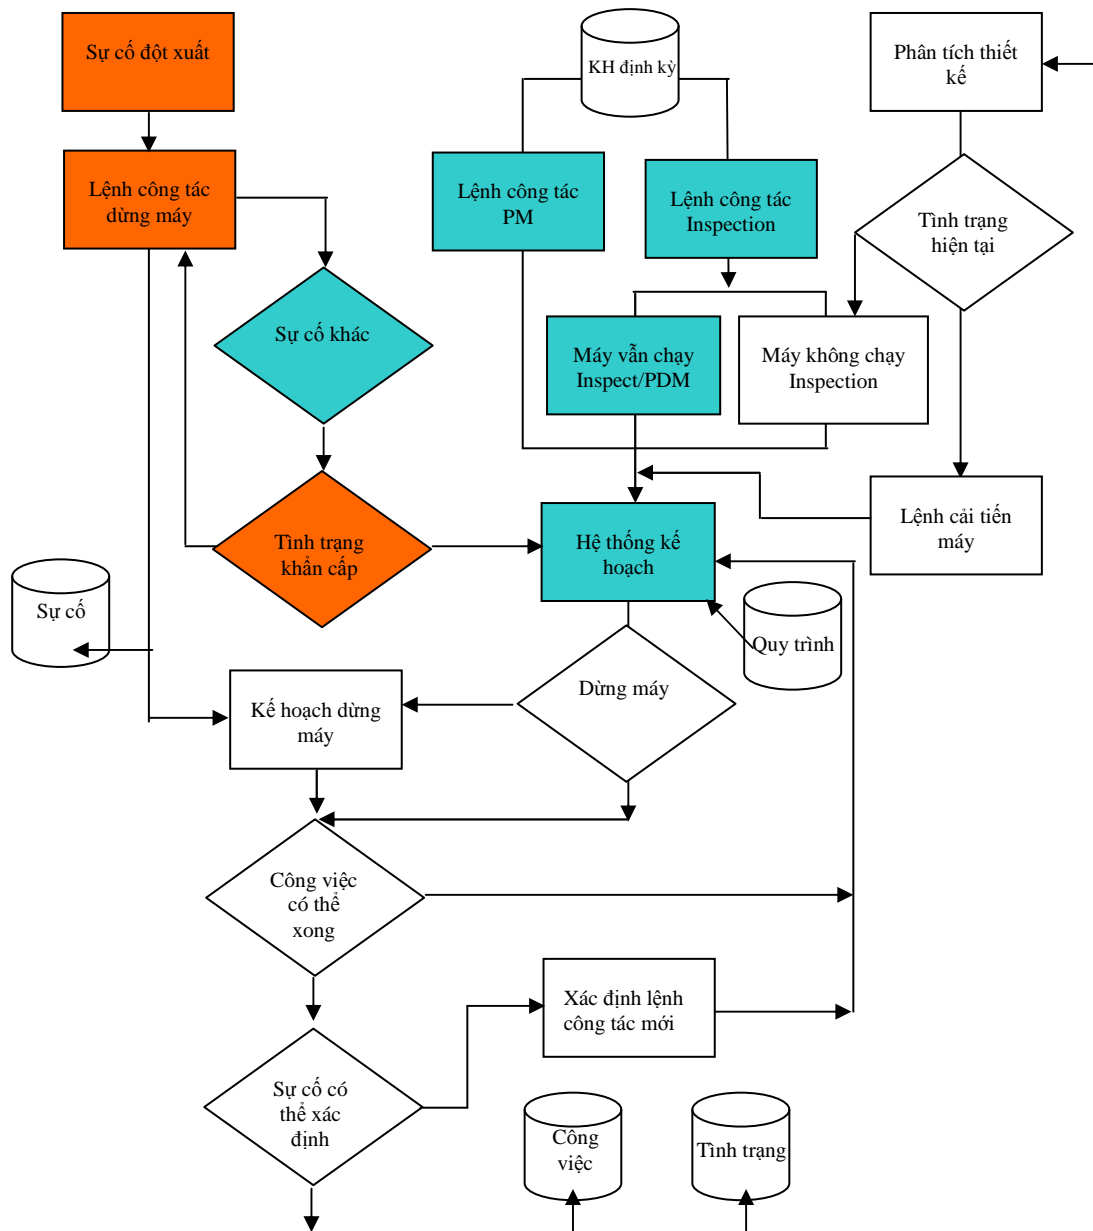 Sự cố đột xuất
KH định kỳ
Phân tích thiết
kế
Lệnh công tác
dừng máy
Lệnh công tác
PM
Lệnh công tác
Inspection
Tình trạng
hiện tại
Sự cố khác
Máy vẫn chạy
Inspect/PDM
Máy không chạy
Inspection
Tình trạng
khẩn cấp
Hệ thống kế
hoạch
Lệnh cải tiến
máy
Sự cố
Quy trình
Kế hoạch dừng
máy
Dừng máy
Công việc
có thể
xong
Xác định lệnh
công tác mới
Sự cố có
thể xác
định
Công
việc
Tình trạng